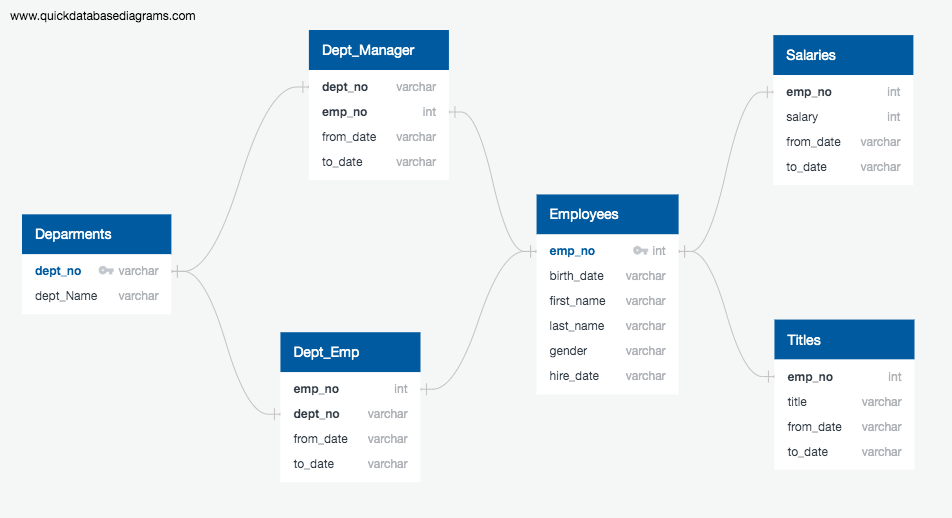 www.quickdatabasediagrams.com
Dept_Manager
dept_no varchar
emp_no int
from_date varchar
to_date varchar
Salaries
emp_no int
salary int
from_date varchar
to_date varchar
Deparments
dept_no varchar
dept_Name varchar
Employees
emp_no int
birth_date varchar
first_name varchar
last_name varchar
gender varchar
hire_date varchar
Dept_Emp
emp_no int
dept_no varchar
from_date varchar
to_date varchar
Titles
emp_no int
title varchar
from_date varchar
to_date varchar